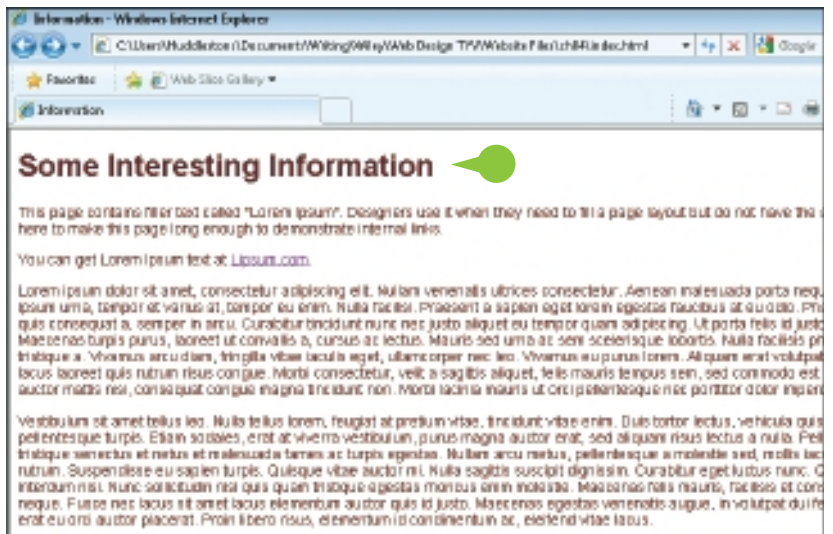 Information - Windows Internet Explorer
Google
Favorites Web Slice Gallery
Information
Some Interesting Information
This page contains filler text called "Lorem Ipsum". Designers use it when they need to fill a page layout but do not have the
here to make this page long enough to demonstrate internal links.
You can get Lorem Ipsum text at Lipsum.com.
Lorem ipsum dolor sit amet, consectetur adipiscing elit. Nullam venenatis ultrices consectetur. Aenean malesuada porta
ipsum urna, tempor et varius at, tempor eu enim. Nulla facilisi. Praesent a sapien eget lorem egestas faucibus at eu odio.
quis consequat a, semper in arcu. Curabitur tincidunt nunc nec justo aliquet eu tempor quam adipiscing. Ut porta felis id justo
Maecenas turpis purus, laoreet ut convallis a, cursus ac lectus. Mauris sed urna ac sem scelerisque lobortis. Nulla facilisis
tristique a. Vivamus arcu diam, fringilla vitae iaculis eget, ullamcorper nec leo. Vivamus eu purus lorem. Aliquam erat volutpat
lacus laoreet quis rutrum risus congue. Morbi consectetur, velit a sagittis aliquet, felis mauris tempus sem, sed commodo est
auctor mattis nisi, consequat congue magna tincidunt non. Morbi lacinia mauris ut orci pellentesque nec porttitor dolor
Vestibulum sit amet tellus leo. Nulla tellus lorem, feugiat at pretium vitae, tincidunt vitae enim. Duis tortor lectus, vehicula quis
pellentesque turpis. Etiam sodales, erat at viverra vestibulum, purus magna auctor erat, sed aliquam risus lectus a nulla.
tristique senectus et netus et malesuada fames ac turpis egestas. Nullam arcu metus, pellentesque a molestie sed, mollis
rutrum. Suspendisse eu sapien turpis. Quisque vitae auctor mi. Nulla sagittis suscipit dignissim. Curabitur eget luctus nunc.
interdum nisi. Nunc sollicitudin nisi quis quam tristique egestas rhoncus enim molestie. Maecenas felis mauris, facilisis et
neque. Fusce nec lacus sit amet lacus elementum auctor quis id justo. Maecenas egestas venenatis augue, in volutpat dui
erat eu orci auctor placerat. Proin libero risus, elementum id condimentum ac, eleifend vitae lacus.